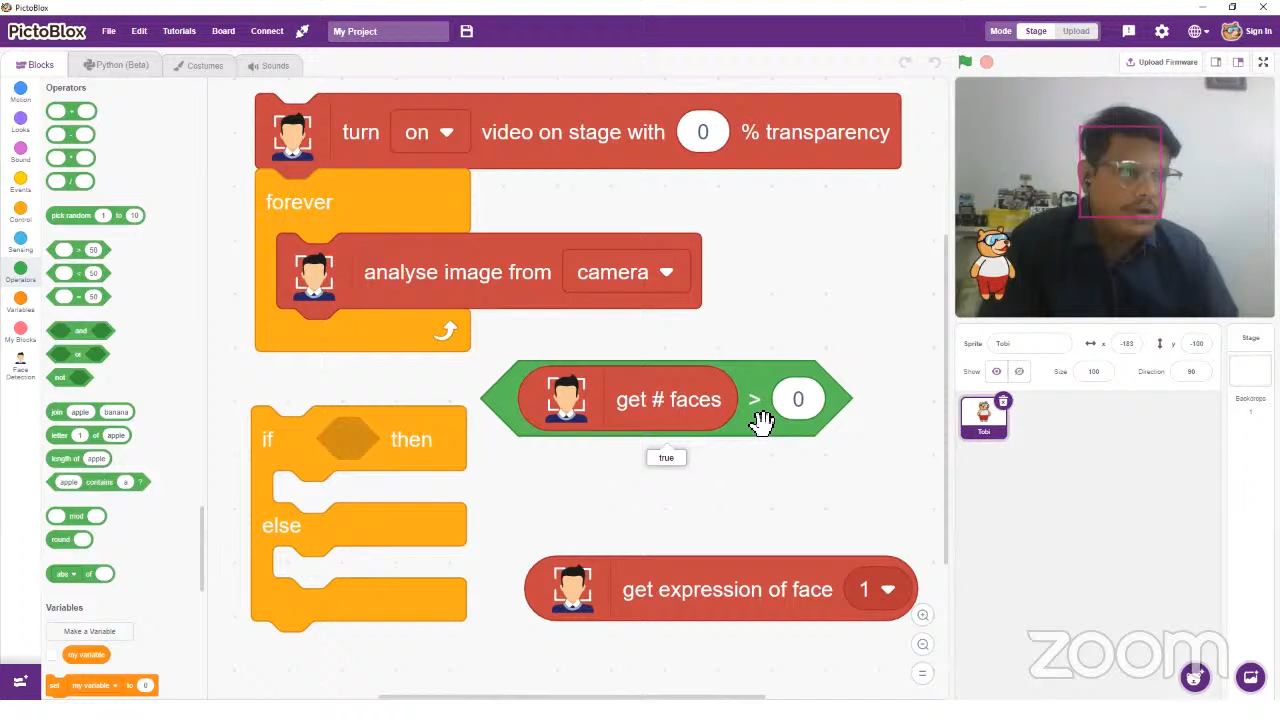 PictoBlox File Edit Tutorials Board Connect My Project Mode Stage Upload Sign In
Blocks Python (Beta) Costumes Sounds Upload Firmware
Motion
Looks
Sound
Events
Control
Sensing
Operators
Variables
My Blocks
Face Detection
Operators
+
-
*
/
pick random 1 to 10
> 50
< 50
= 50
and
or
not
join apple banana
letter 1 of apple
length of apple
apple contains a ?
mod
round
abs of
Variables
Make a Variable
my variable
set my variable to 0
turn on video on stage with 0 % transparency
forever
analyse image from camera
get # faces > 0
true
if then
else
get expression of face 1
Sprite Tobi x -183 y -100
Show Size 100 Direction 90
Tobi
Stage
Backdrops
1
zoom